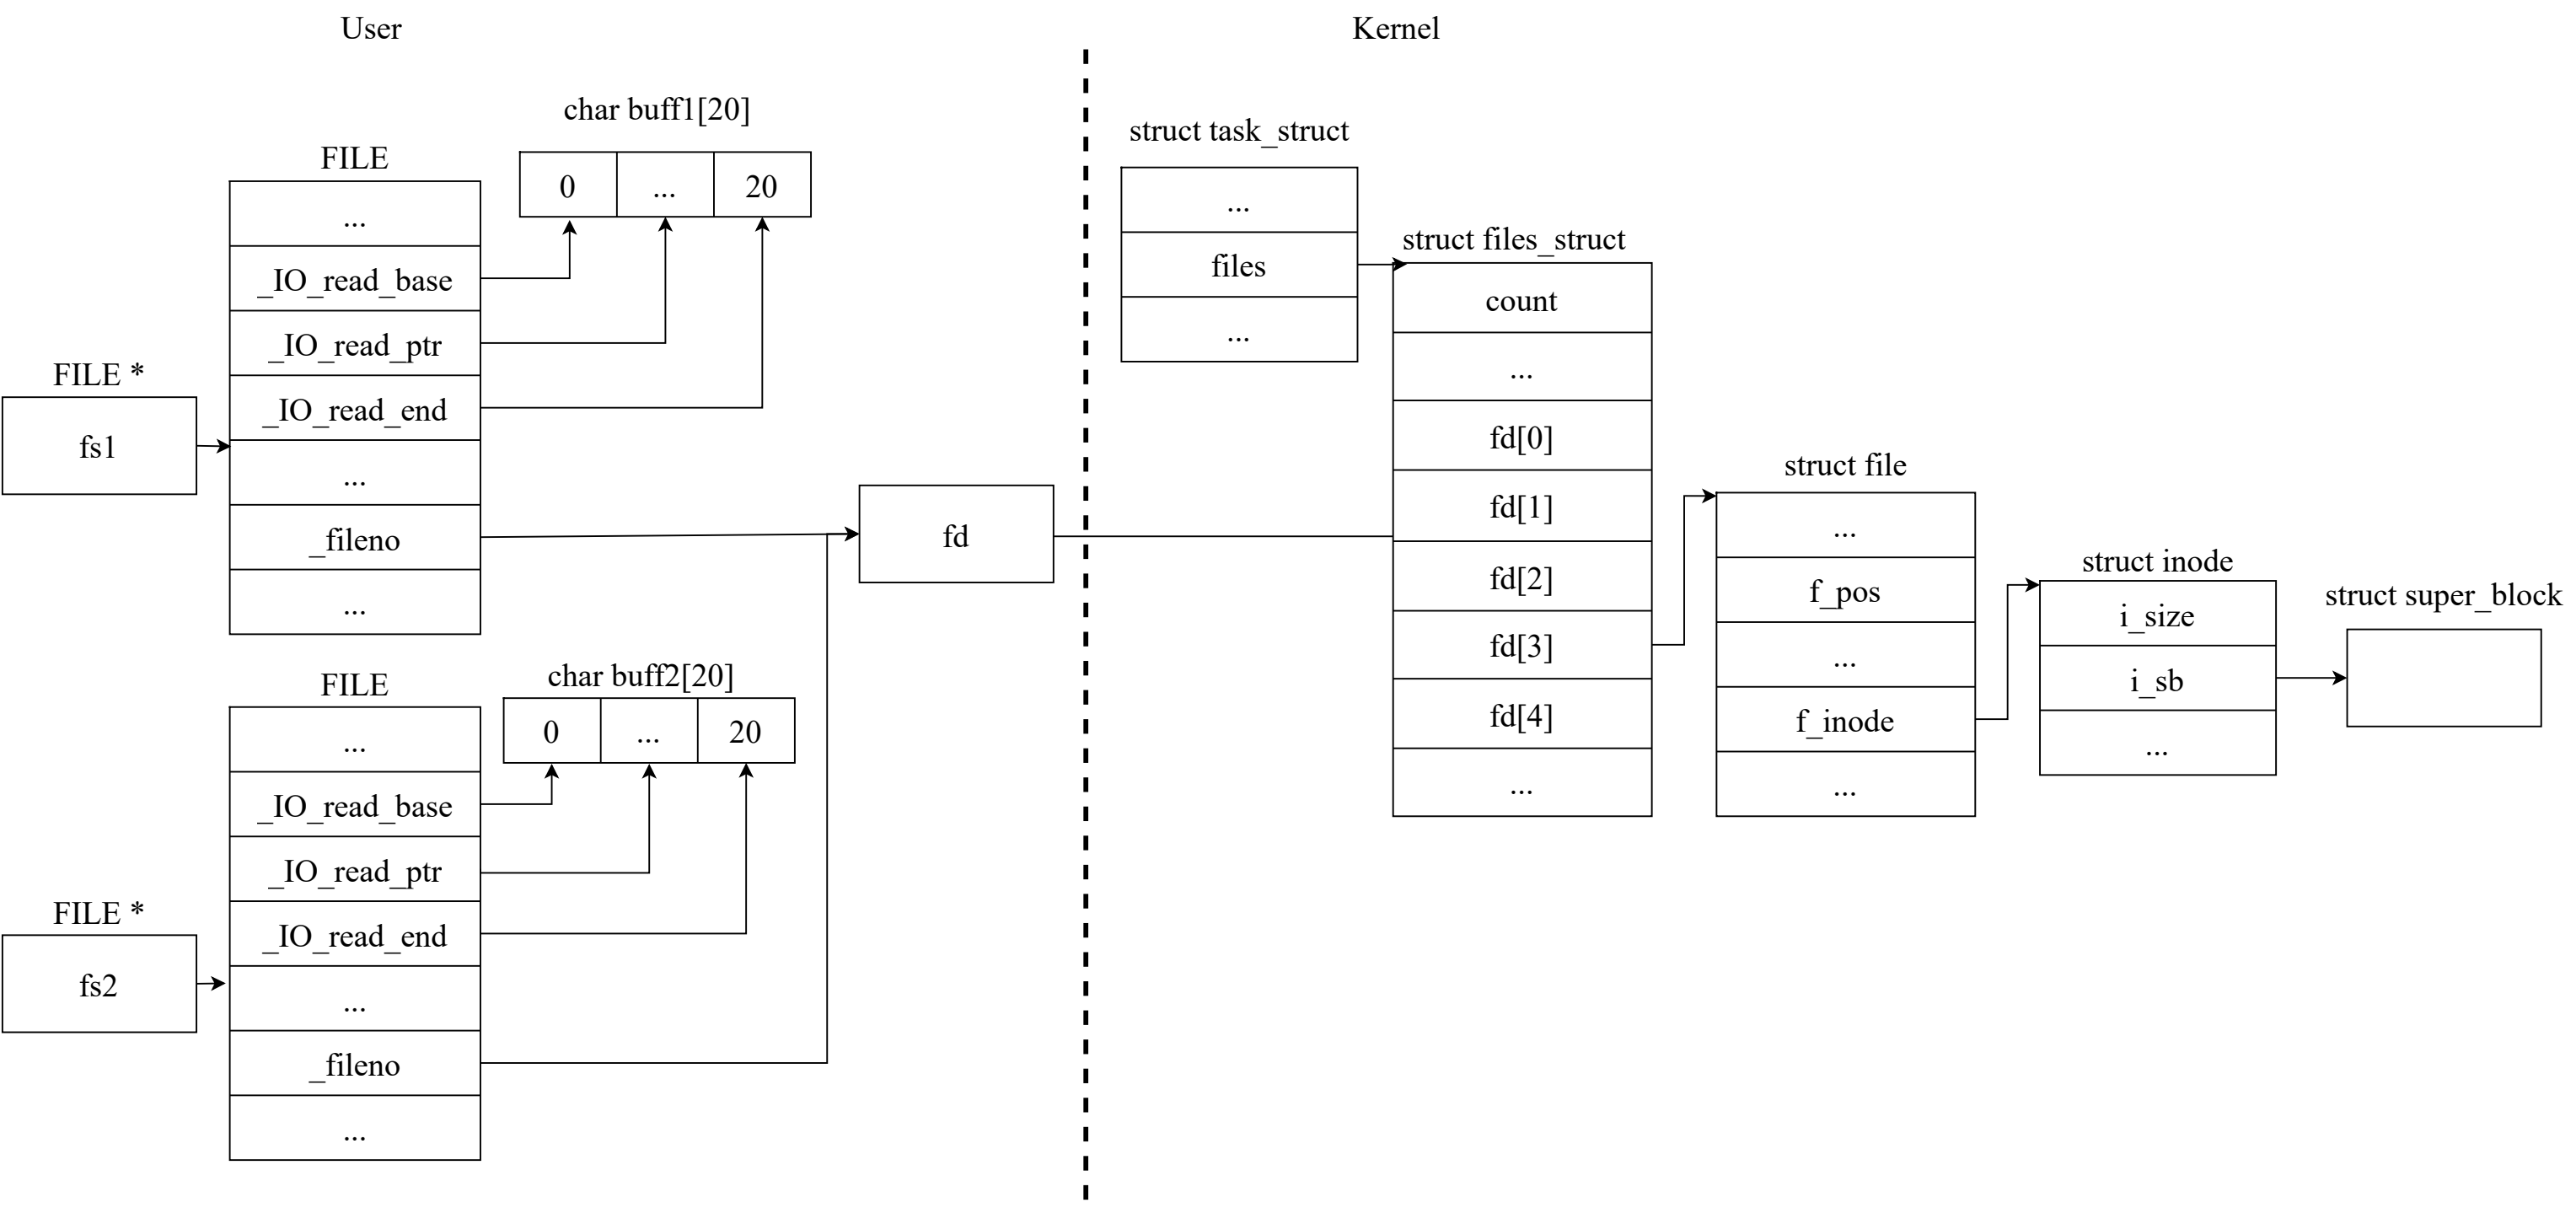 User
Kernel
char buff1[20]
0
...
20
FILE
...
_IO_read_base
_IO_read_ptr
_IO_read_end
...
_fileno
...
FILE *
fs1
char buff2[20]
0
...
20
FILE
...
_IO_read_base
_IO_read_ptr
_IO_read_end
...
_fileno
...
FILE *
fs2
fd
struct task_struct
...
files
...
struct files_struct
count
...
fd[0]
fd[1]
fd[2]
fd[3]
fd[4]
...
struct file
...
f_pos
...
f_inode
...
struct inode
i_size
i_sb
...
struct super_block